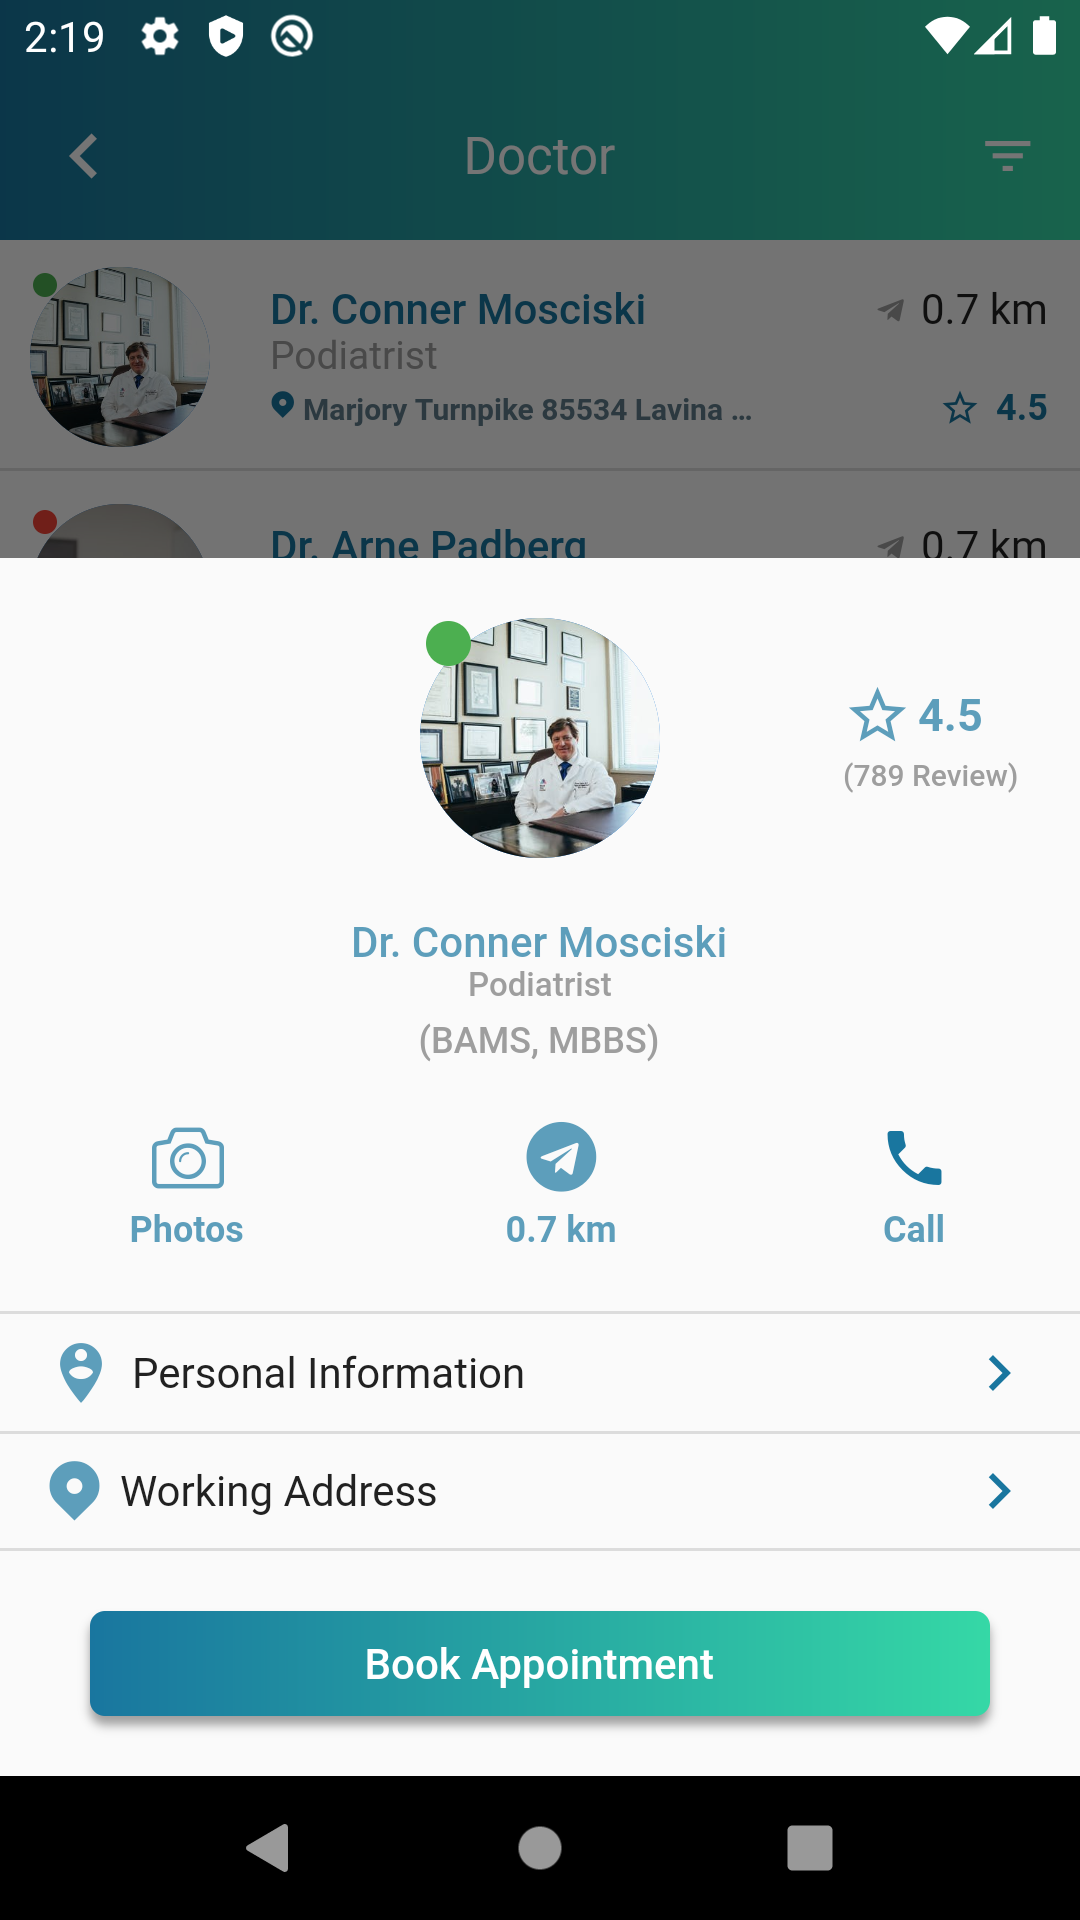 2:19
Doctor
Dr. Conner Mosciski
0.7 km
Podiatrist
Marjory Turnpike 85534 Lavina ...
4.5
Dr. Arne Padberg
0.7 km
4.5
(789 Review)
Dr. Conner Mosciski
Podiatrist
(BAMS, MBBS)
Photos
0.7 km
Call
Personal Information
Working Address
Book Appointment